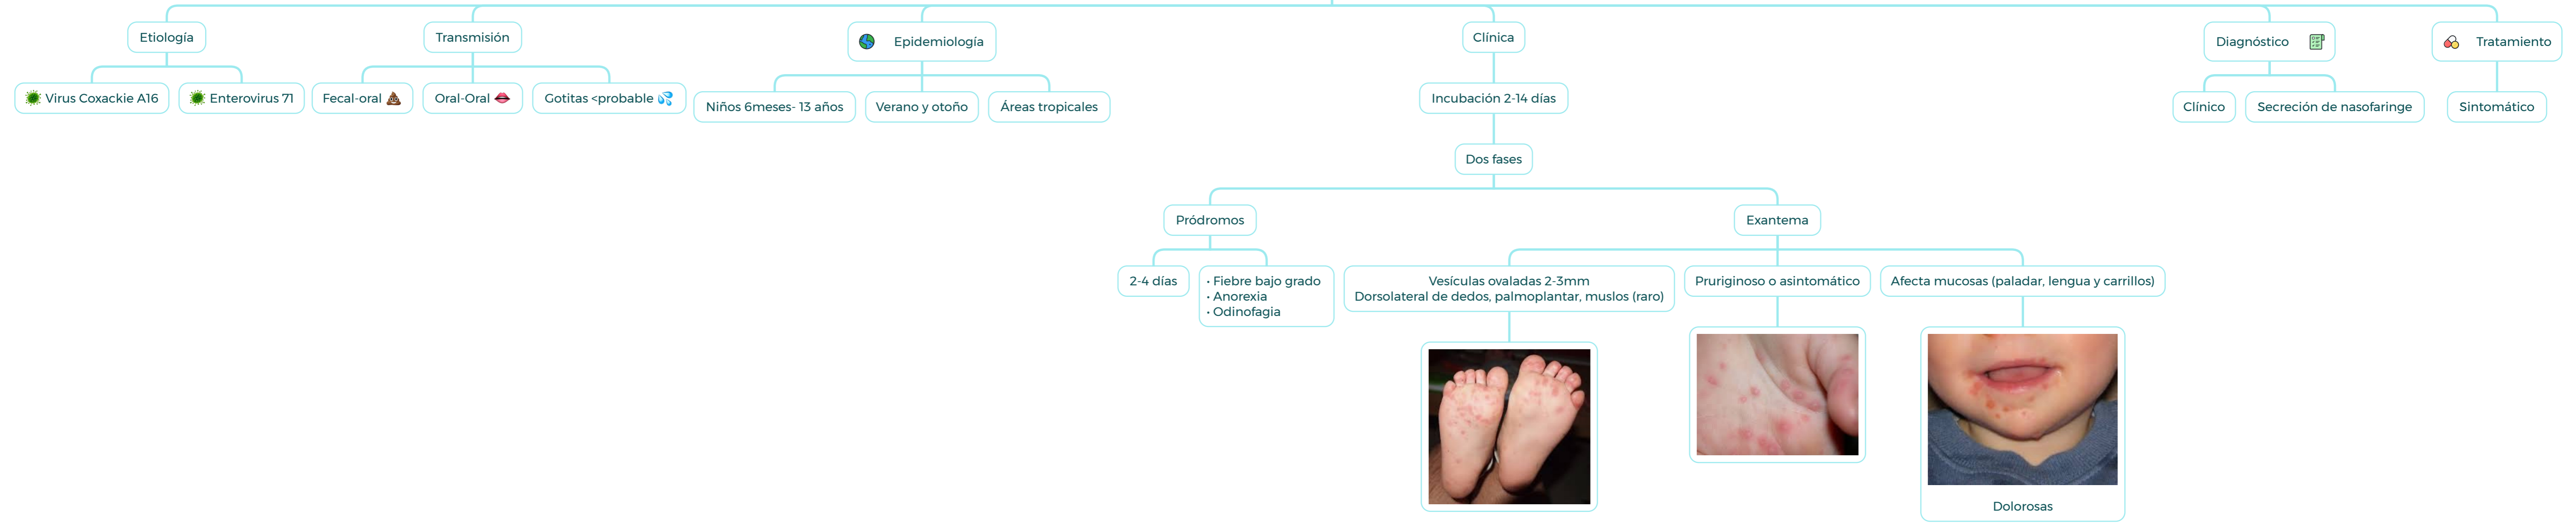 Etiología
Transmisión
Epidemiología
Clínica
Diagnóstico
Tratamiento
Virus Coxackie A16
Enterovirus 71
Fecal-oral
Oral-Oral
Gotitas <probable
Niños 6meses- 13 años
Verano y otoño
Áreas tropicales
Incubación 2-14 días
Clínico
Secreción de nasofaringe
Sintomático
Dos fases
Pródromos
Exantema
2-4 días
• Fiebre bajo grado
• Anorexia
• Odinofagia
Vesículas ovaladas 2-3mm
Dorsolateral de dedos, palmoplantar, muslos (raro)
Pruriginoso o asintomático
Afecta mucosas (paladar, lengua y carrillos)
Dolorosas